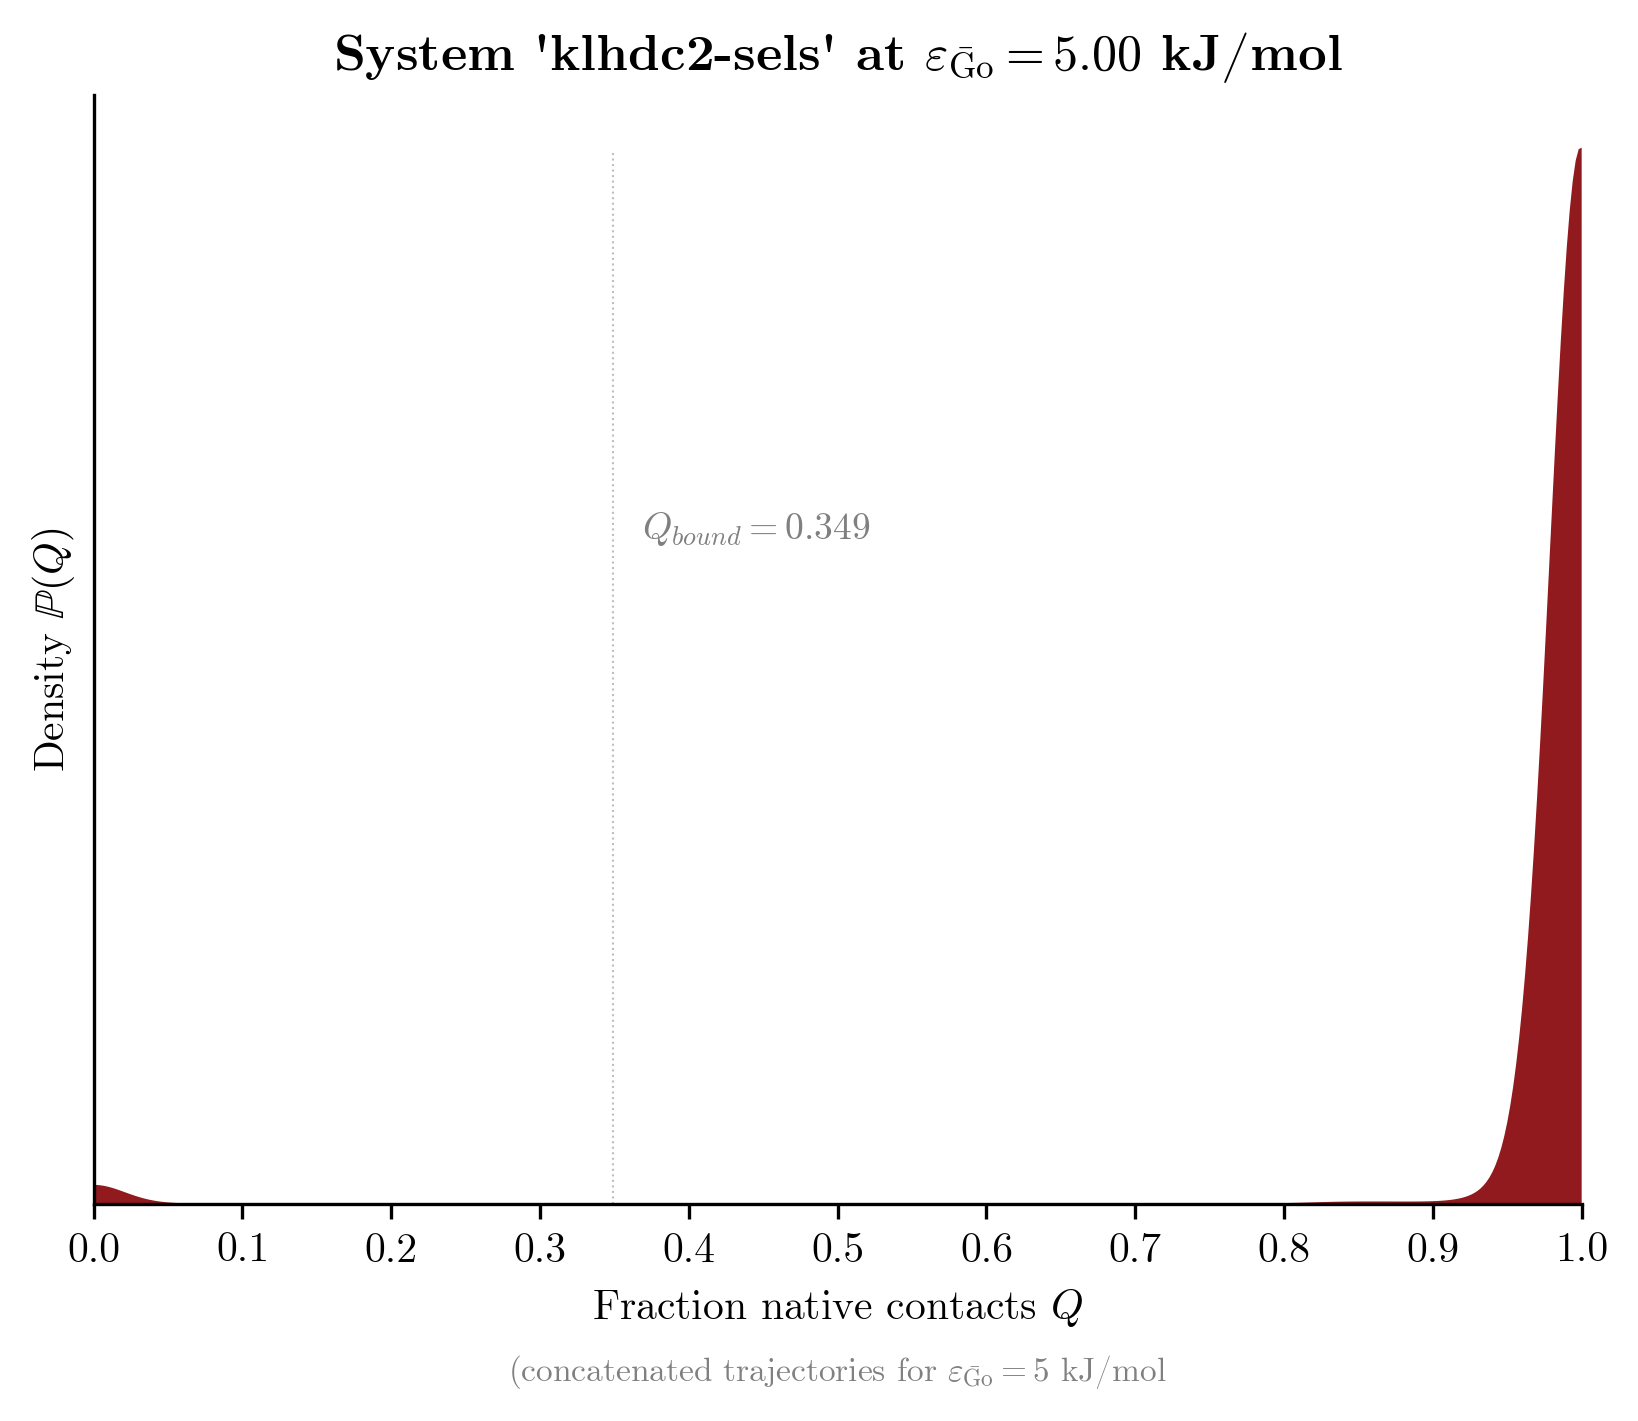 System 'klhdc2-sels' at ε_Ḡo = 5.00 kJ/mol
Q_bound = 0.349
Density ℙ(Q)
0.0 0.1 0.2 0.3 0.4 0.5 0.6 0.7 0.8 0.9 1.0
Fraction native contacts Q
(concatenated trajectories for ε_Ḡo = 5 kJ/mol